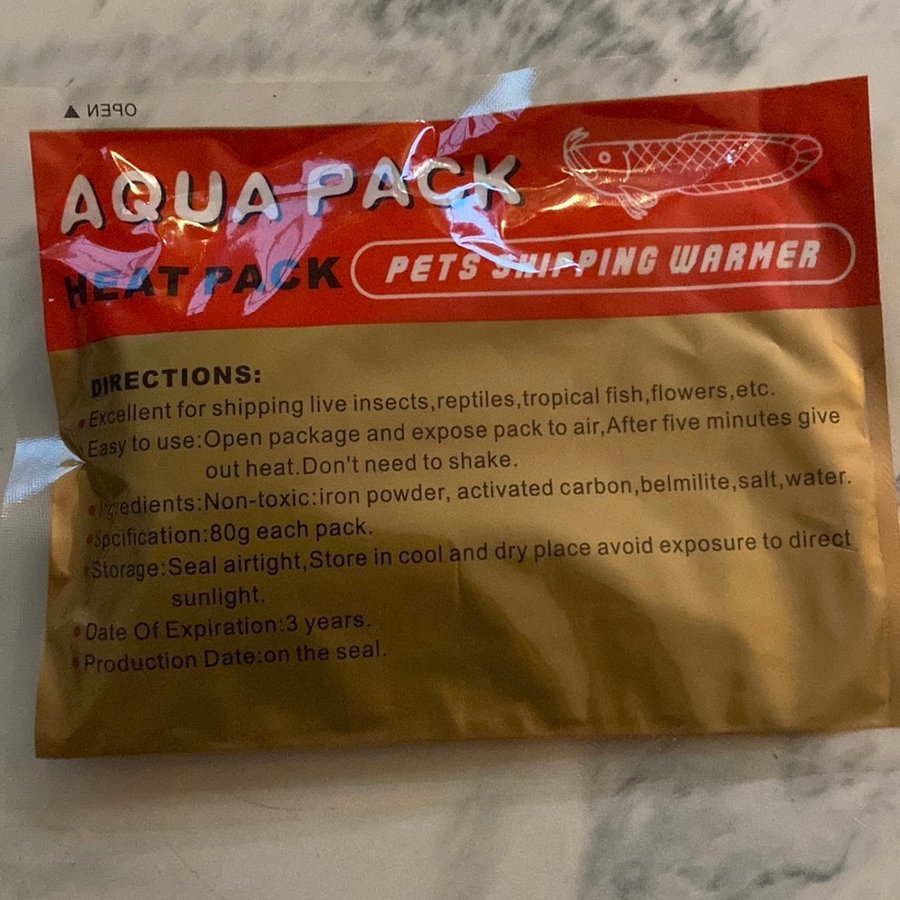 ▲ OPEN
AQUA PACK
HEAT PACK PETS SHIPPING WARMER
DIRECTIONS:
•Excellent for shipping live insects,reptiles,tropical fish,flowers,etc.
Easy to use:Open package and expose pack to air,After five minutes give
out heat.Don't need to shake.
•Ingredients:Non-toxic:iron powder, activated carbon,belmilite,salt,water.
•Spcification:80g each pack.
•Storage:Seal airtight,Store in cool and dry place avoid exposure to direct
sunlight.
•Date Of Expiration:3 years.
•Production Date:on the seal.